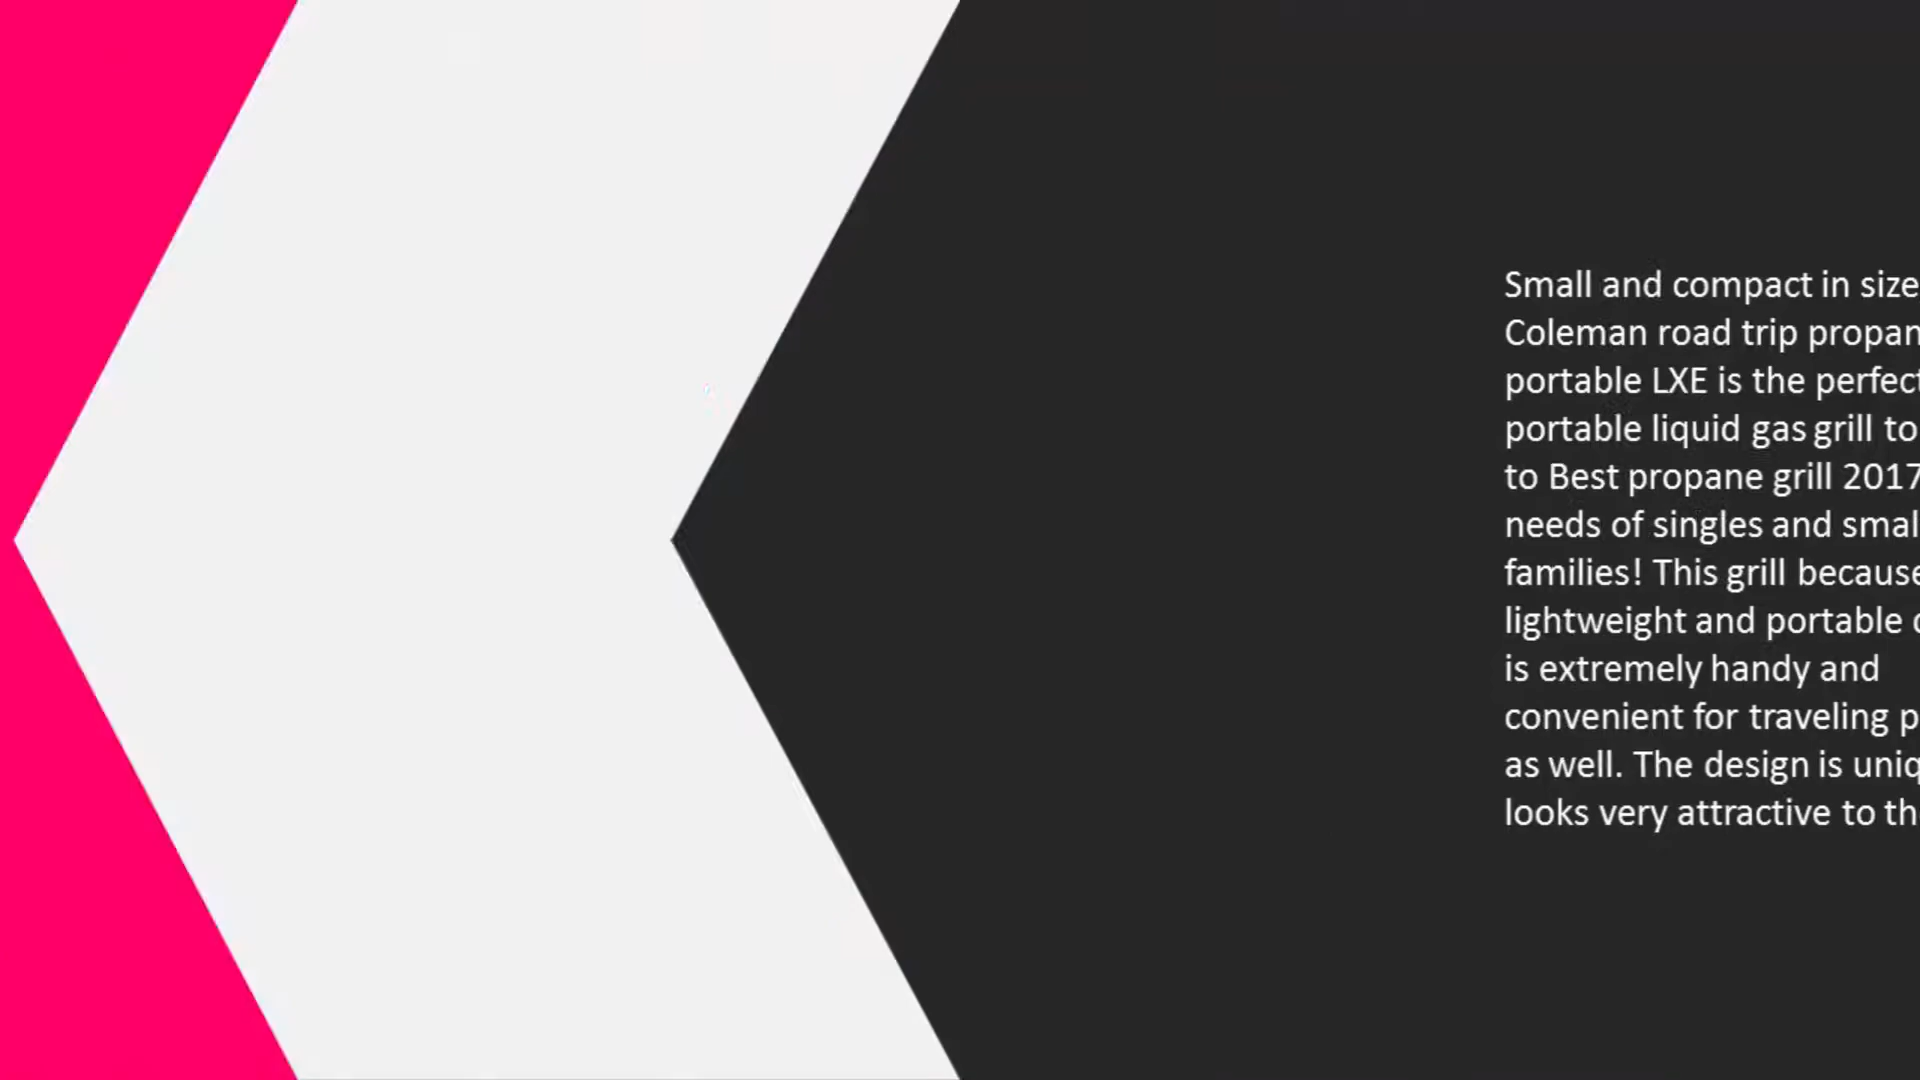 Small and compact in size
Coleman road trip propan
portable LXE is the perfect
portable liquid gas grill to
to Best propane grill 2017
needs of singles and smal
families! This grill because
lightweight and portable
is extremely handy and
convenient for traveling p
as well. The design is uniq
looks very attractive to th